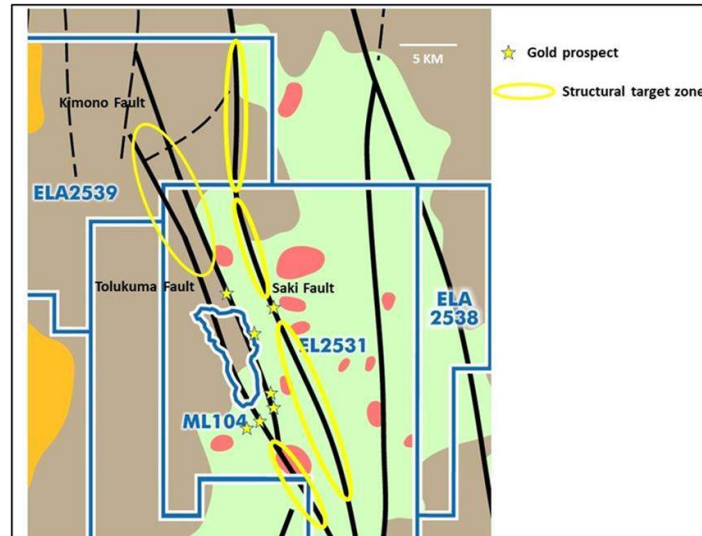 5 KM
Gold prospect
Structural target zone
Kimono Fault
ELA2539
Tolukuma Fault
Saki Fault
ELA
2538
EL2531
ML104